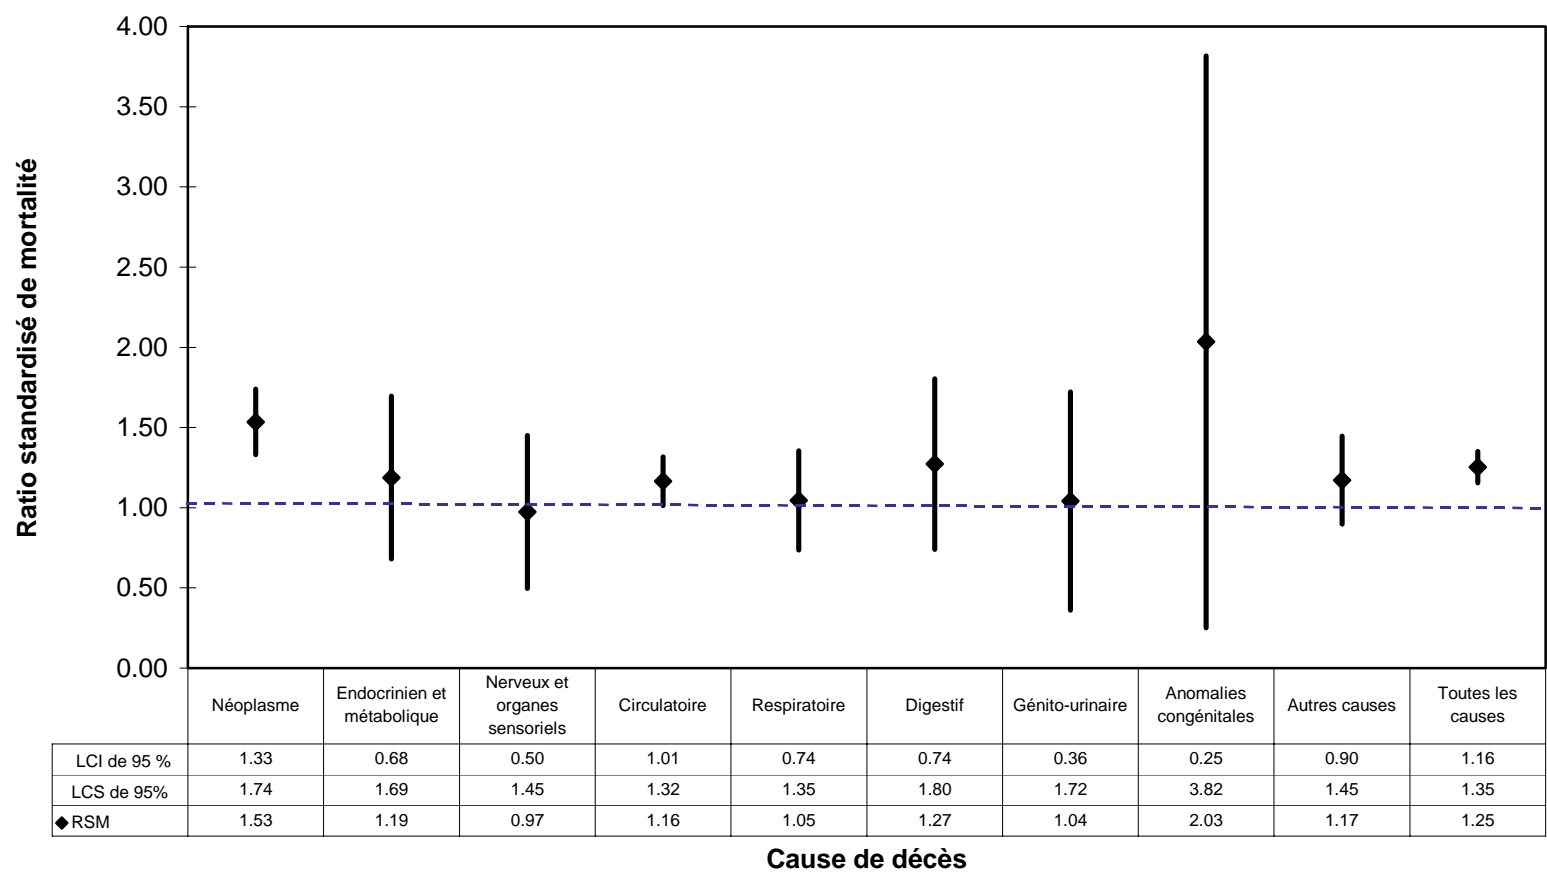 Ratio standardisé de mortalité
4.00
3.50
3.00
2.50
2.00
1.50
1.00
0.50
0.00
Néoplasme
Endocrinien et
métabolique
Nerveux et
organes
sensoriels
Circulatoire
Respiratoire
Digestif
Génito-urinaire
Anomalies
congénitales
Autres causes
Toutes les
causes
LCI de 95 % 1.33 0.68 0.50 1.01 0.74 0.74 0.36 0.25 0.90 1.16
LCS de 95% 1.74 1.69 1.45 1.32 1.35 1.80 1.72 3.82 1.45 1.35
RSM 1.53 1.19 0.97 1.16 1.05 1.27 1.04 2.03 1.17 1.25
Cause de décès